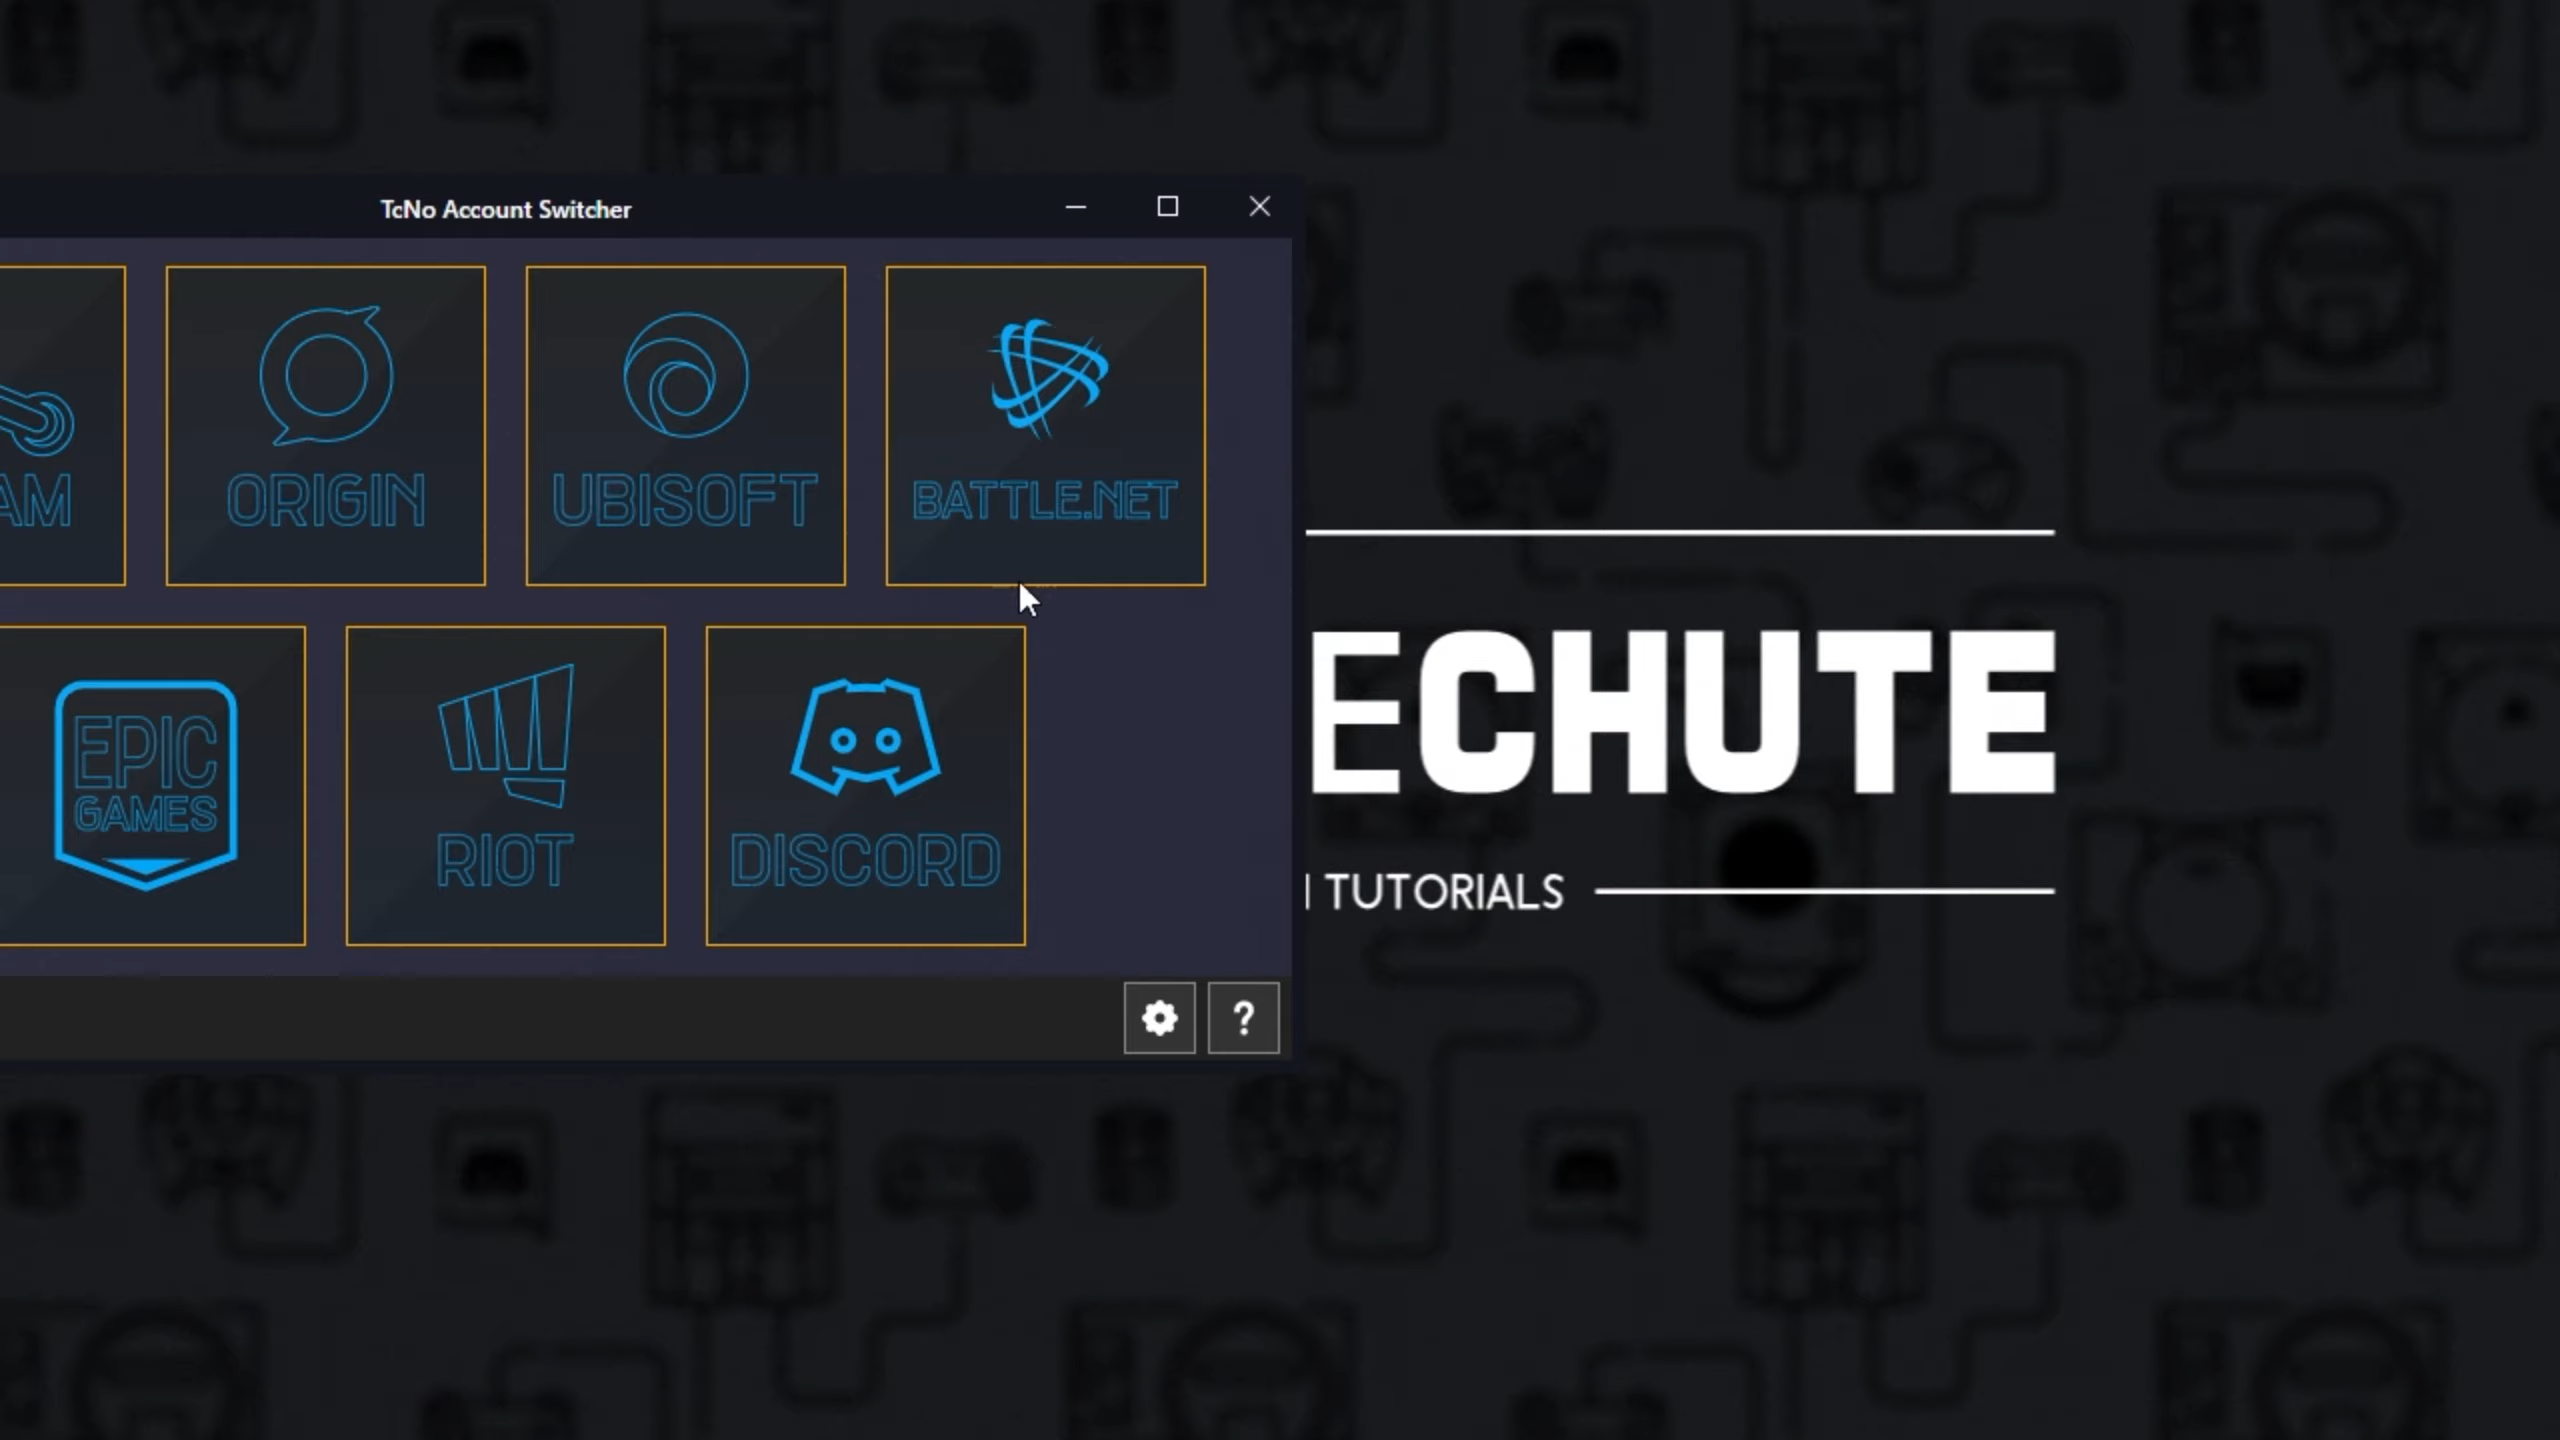 TcNo Account Switcher
AM
ORIGIN
UBISOFT
BATTLE.NET
ECHUTE
EPIC
GAMES
RIOT
DISCORD
TUTORIALS
?